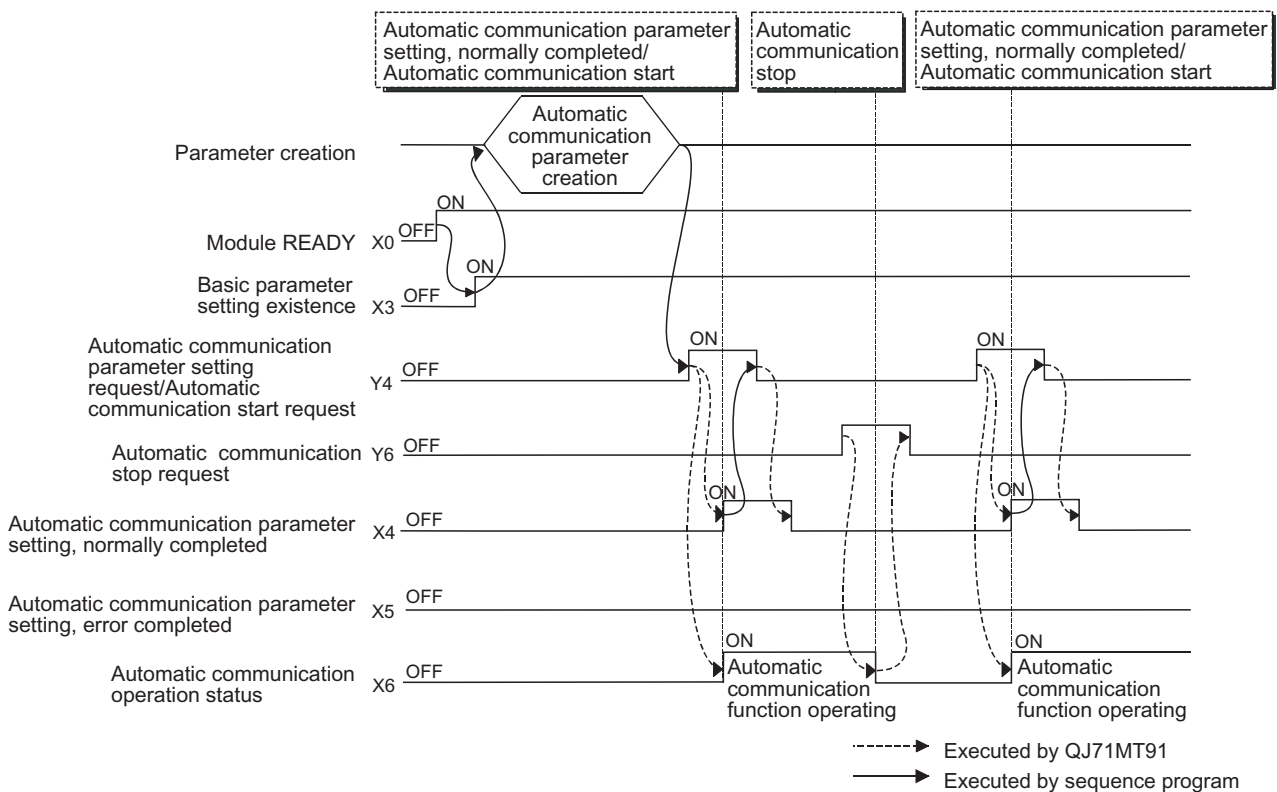 Automatic communication parameter
setting, normally completed/
Automatic communication start
Automatic
communication
stop
Automatic communication parameter
setting, normally completed/
Automatic communication start
Parameter creation
Automatic
communication
parameter
creation
ON
Module READY X0 OFF
ON
Basic parameter
setting existence X3 OFF
Automatic communication
parameter setting
request/Automatic
communication start request
Y4 OFF
ON
ON
Automatic communication
stop request
Y6 OFF
Automatic communication parameter
setting, normally completed
X4 OFF
ON
ON
Automatic communication parameter
setting, error completed
X5 OFF
Automatic communication
operation status
X6 OFF
ON
Automatic
communication
function operating
ON
Automatic
communication
function operating
Executed by QJ71MT91
Executed by sequence program